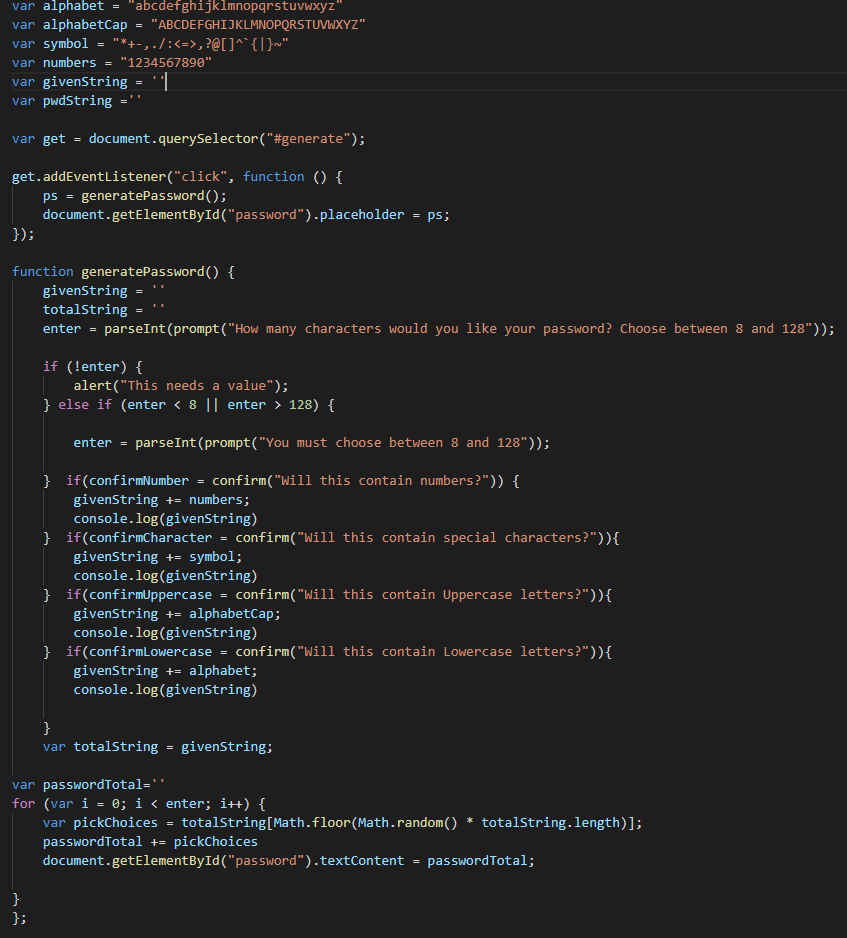 var alphabet = "abcdefghijklmnopqrstuvwxyz"
var alphabetCap = "ABCDEFGHIJKLMNOPQRSTUVWXYZ"
var symbol = "*+-,./:<=>,?@[]^`{|}~"
var numbers = "1234567890"
var givenString = ''
var pwdString =''

var get = document.querySelector("#generate");

get.addEventListener("click", function () {
    ps = generatePassword();
    document.getElementById("password").placeholder = ps;
});

function generatePassword() {
    givenString = ''
    totalString = ''
    enter = parseInt(prompt("How many characters would you like your password? Choose between 8 and 128"));

    if (!enter) {
        alert("This needs a value");
    } else if (enter < 8 || enter > 128) {

        enter = parseInt(prompt("You must choose between 8 and 128"));

    }  if(confirmNumber = confirm("Will this contain numbers?")) {
        givenString += numbers;
        console.log(givenString)
    }  if(confirmCharacter = confirm("Will this contain special characters?")){
        givenString += symbol;
        console.log(givenString)
    }  if(confirmUppercase = confirm("Will this contain Uppercase letters?")){
        givenString += alphabetCap;
        console.log(givenString)
    }  if(confirmLowercase = confirm("Will this contain Lowercase letters?")){
        givenString += alphabet;
        console.log(givenString)

    }
    var totalString = givenString;

var passwordTotal=''
for (var i = 0; i < enter; i++) {
    var pickChoices = totalString[Math.floor(Math.random() * totalString.length)];
    passwordTotal += pickChoices
    document.getElementById("password").textContent = passwordTotal;

}
};